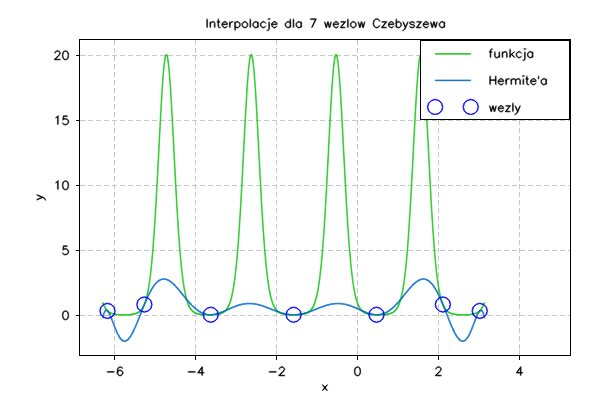 Interpolacje dla 7 wezlow Czebyszewa
funkcja
Hermite'a
wezly
y
20
15
10
5
0
−6 −4 −2 0 2 4
x